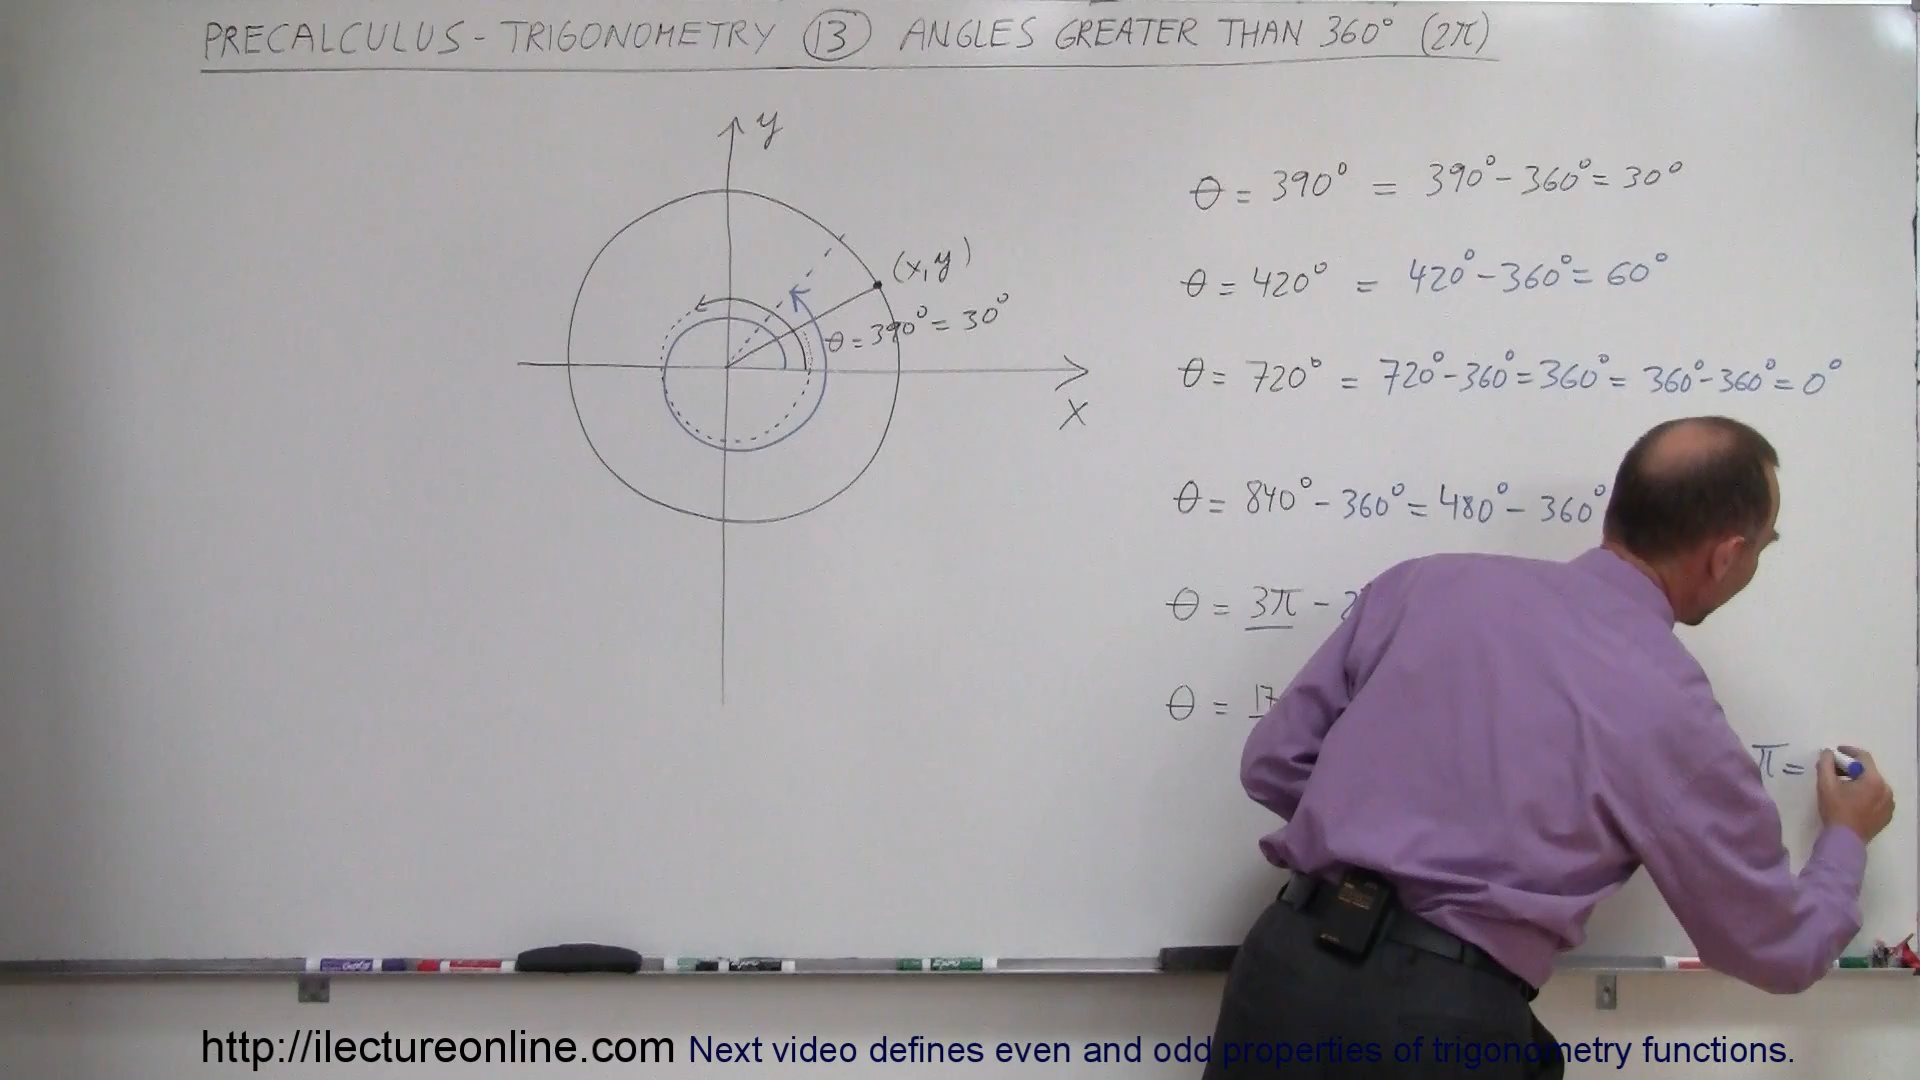 PRECALCULUS - TRIGONOMETRY 13 ANGLES GREATER THAN 360° (2π)
y
(x,y)
θ = 390° = 30°
x
θ = 390° = 390° - 360° = 30°
θ = 420° = 420° - 360° = 60°
θ = 720° = 720° - 360° = 360° = 360° - 360° = 0°
θ = 840° - 360° = 480° - 360°
θ = 3π - 2
θ = 17
π =
http://ilectureonline.com Next video defines even and odd properties of trigonometry functions.